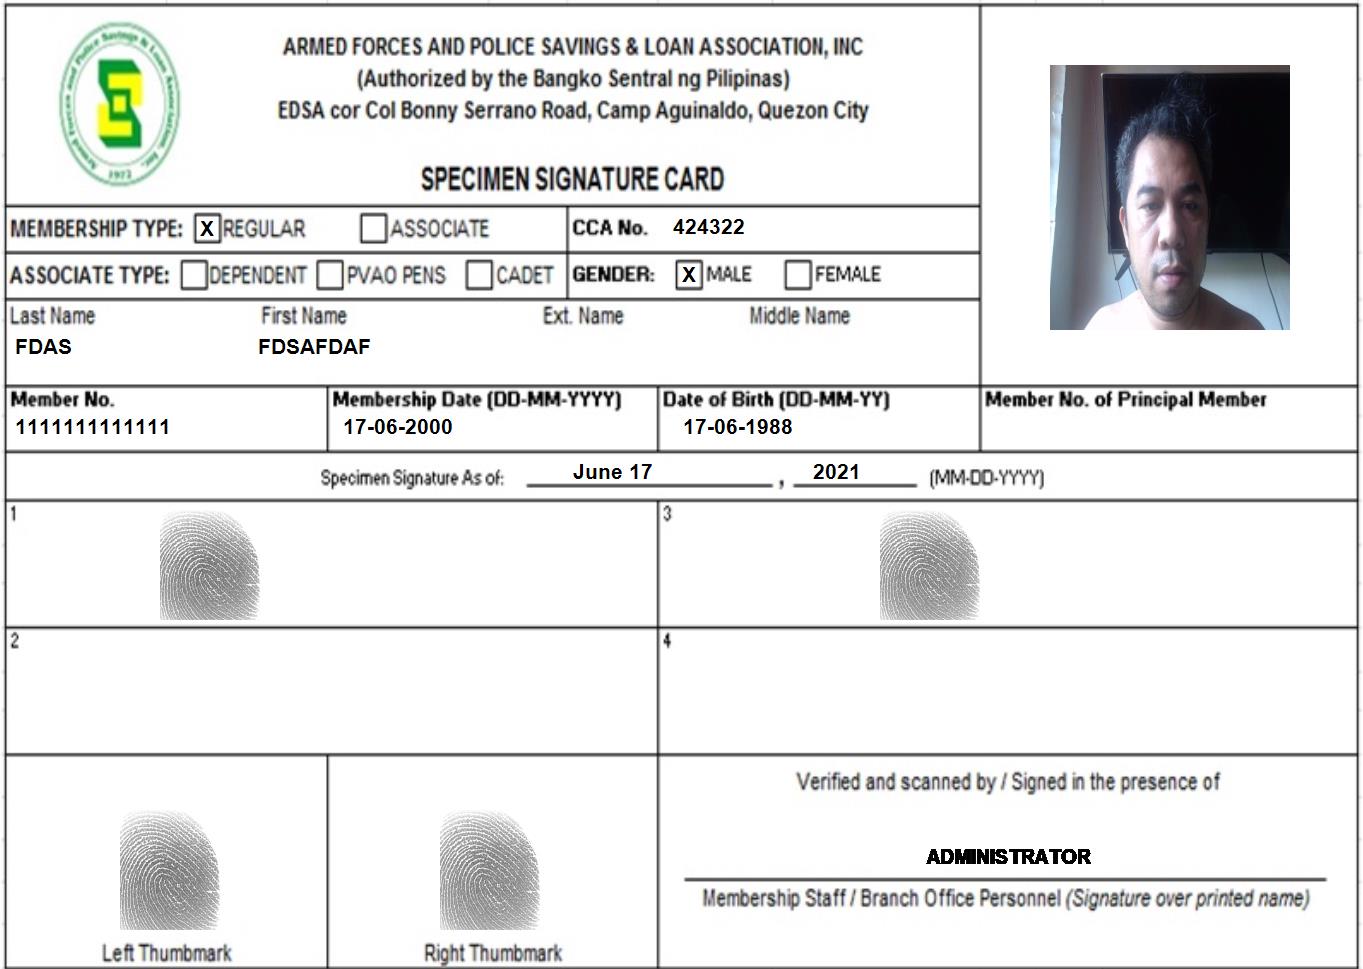 Armed Forces and Police Savings & Loan Association, Inc.
1972
ARMED FORCES AND POLICE SAVINGS & LOAN ASSOCIATION, INC
(Authorized by the Bangko Sentral ng Pilipinas)
EDSA cor Col Bonny Serrano Road, Camp Aguinaldo, Quezon City
SPECIMEN SIGNATURE CARD
MEMBERSHIP TYPE: X REGULAR ASSOCIATE CCA No. 424322
ASSOCIATE TYPE: DEPENDENT PVAO PENS CADET GENDER: X MALE FEMALE
Last Name First Name Ext. Name Middle Name
FDAS FDSAFDAF
Member No. Membership Date (DD-MM-YYYY) Date of Birth (DD-MM-YY) Member No. of Principal Member
1111111111111 17-06-2000 17-06-1988
Specimen Signature As of: June 17 , 2021 (MM-DD-YYYY)
1 3
2 4
Verified and scanned by / Signed in the presence of
ADMINISTRATOR
Membership Staff / Branch Office Personnel (Signature over printed name)
Left Thumbmark Right Thumbmark